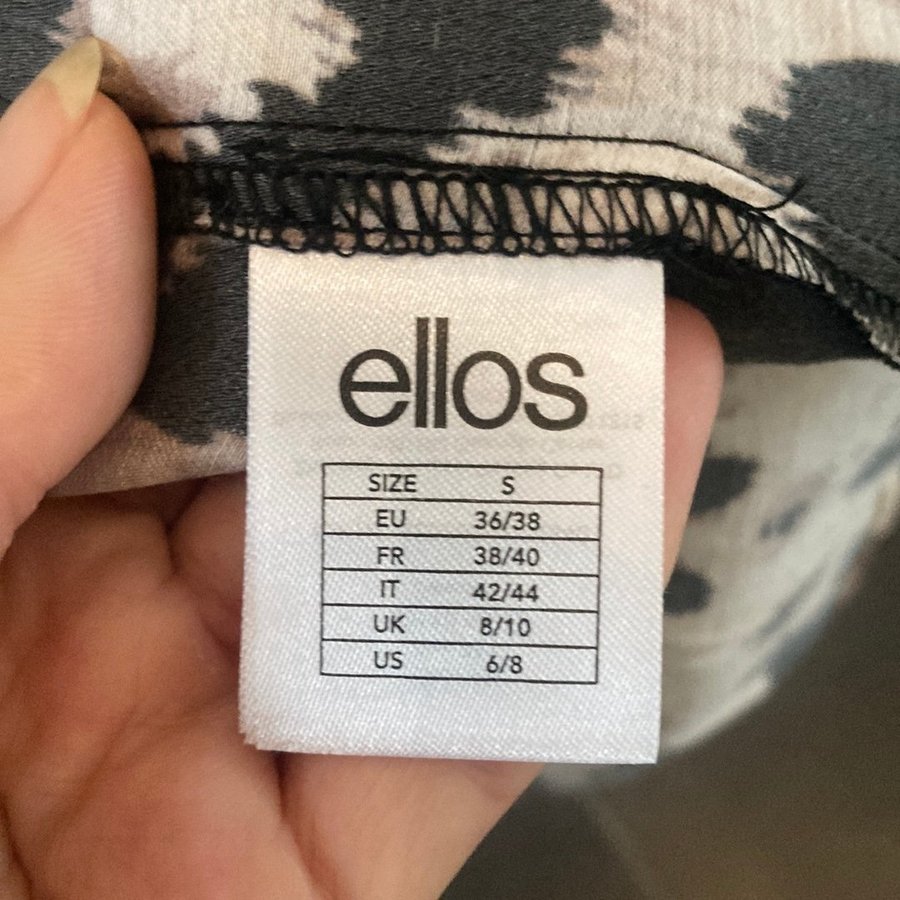 ellos
SIZE S
EU 36/38
FR 38/40
IT 42/44
UK 8/10
US 6/8